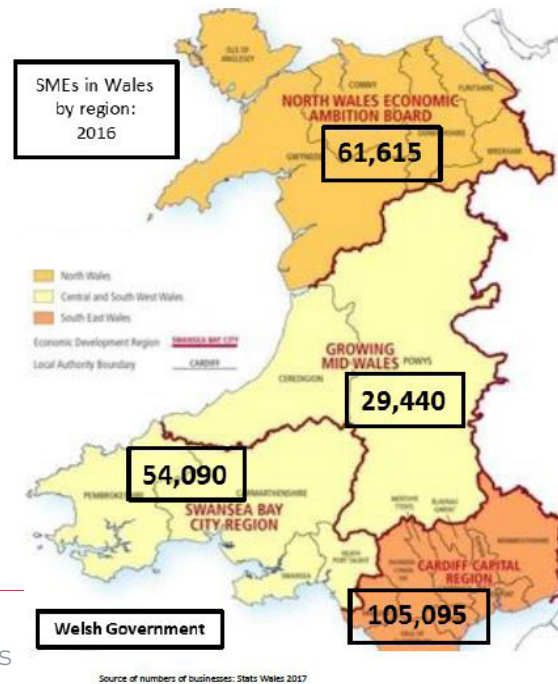 SMEs in Wales
by region:
2016
ISLE OF
ANGLESEY
CONWY
FLINTSHIRE
NORTH WALES ECONOMIC
AMBITION BOARD
DENBIGHSHIRE
GWYNEDD
61,615
WREXHAM
North Wales
Central and South West Wales
South East Wales
Economic Development Region SWANSEA BAY CITY
Local Authority Boundary CARDIFF
GROWING
MID WALES
POWYS
CEREDIGION
29,440
54,090
PEMBROKESHIRE
CARMARTHENSHIRE
SWANSEA BAY
CITY REGION
MERTHYR
TYDFIL
BLAENAU
GWENT
MONMOUTHSHIRE
NEATH
PORT TALBOT
SWANSEA
CARDIFF CAPITAL
REGION
105,095
Welsh Government
S
Source of numbers of businesses: Stats Wales 2017